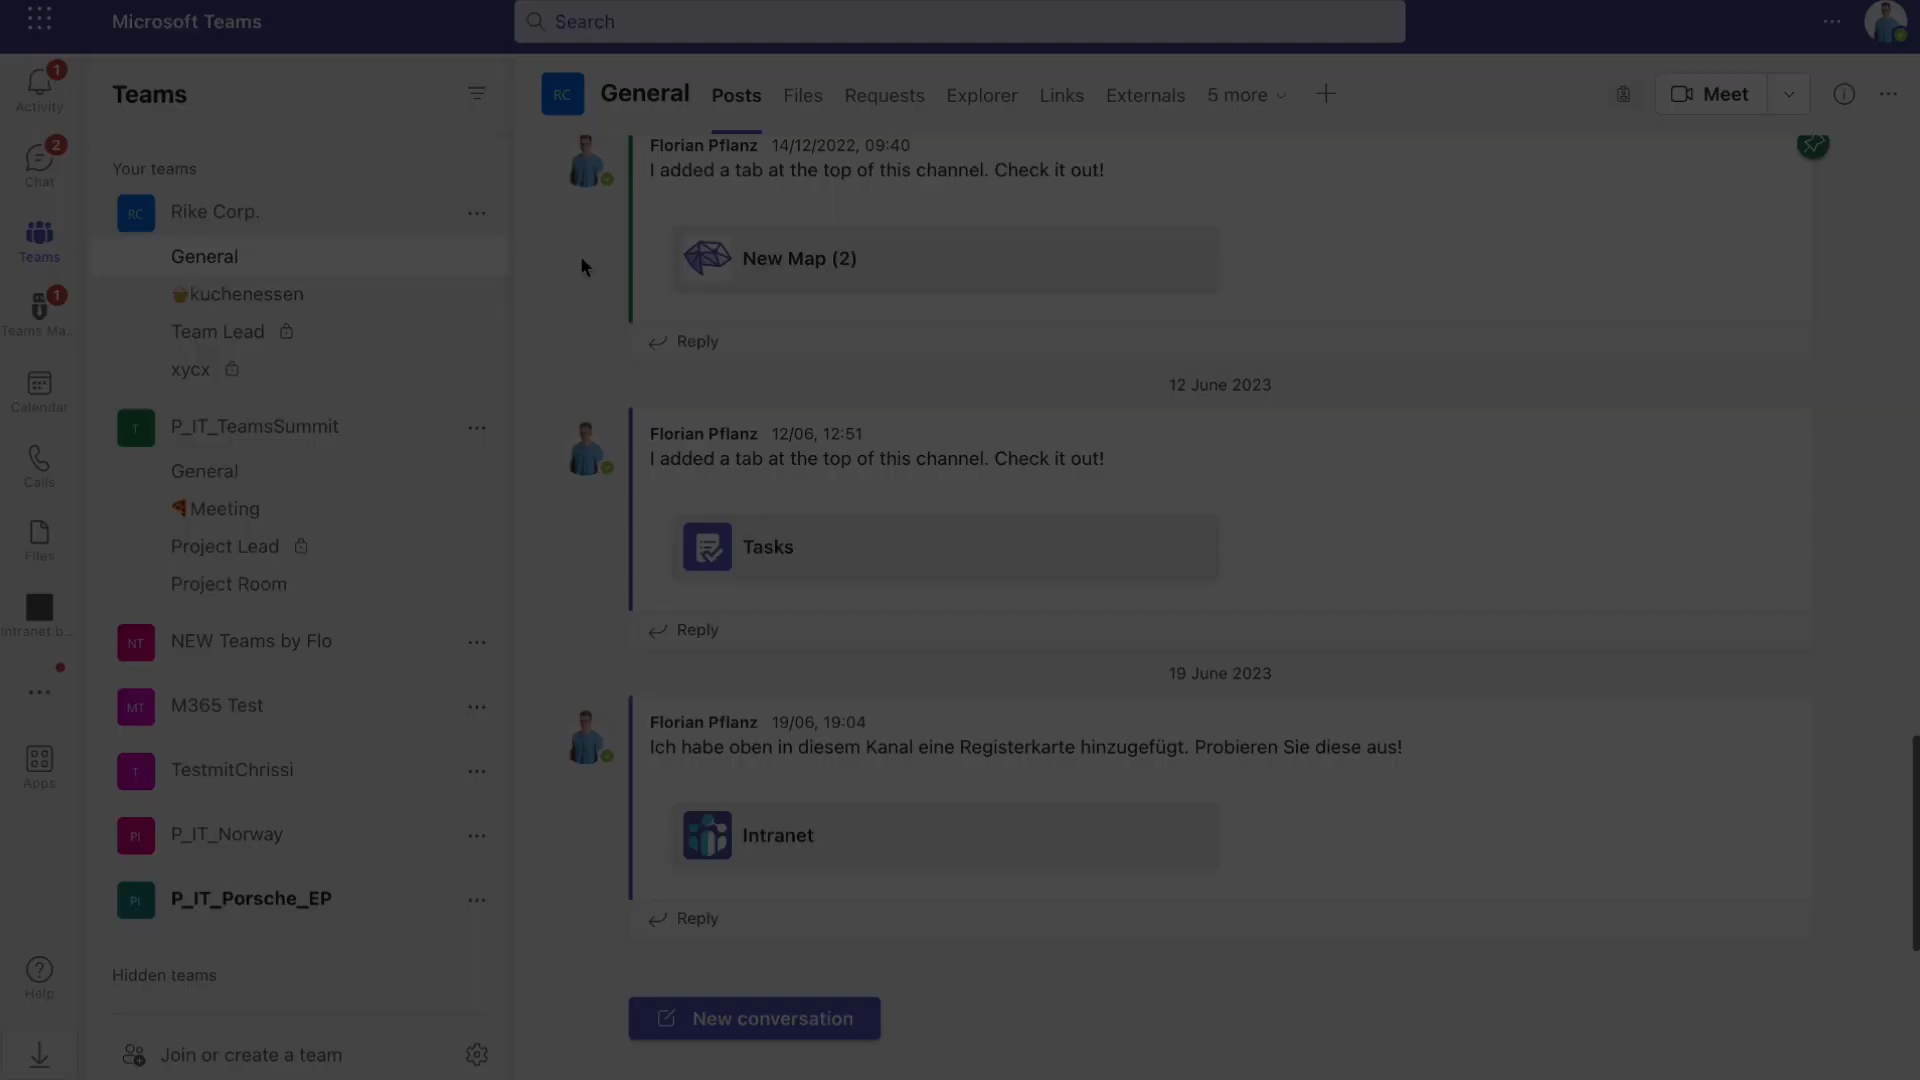 Microsoft Teams
Search
1
Activity
2
Chat
Teams
1
Teams Ma...
Calendar
Calls
Files
Intranet b...
Apps
Help
Teams
Your teams
RC Rike Corp.
General
kuchenessen
Team Lead
xycx
T P_IT_TeamsSummit
General
Meeting
Project Lead
Project Room
NT NEW Teams by Flo
MT M365 Test
T TestmitChrissi
PI P_IT_Norway
PI P_IT_Porsche_EP
Hidden teams
Join or create a team
RC General Posts Files Requests Explorer Links Externals 5 more Meet
Florian Pflanz 14/12/2022, 09:40
I added a tab at the top of this channel. Check it out!
New Map (2)
Reply
12 June 2023
Florian Pflanz 12/06, 12:51
I added a tab at the top of this channel. Check it out!
Tasks
Reply
19 June 2023
Florian Pflanz 19/06, 19:04
Ich habe oben in diesem Kanal eine Registerkarte hinzugefügt. Probieren Sie diese aus!
Intranet
Reply
New conversation